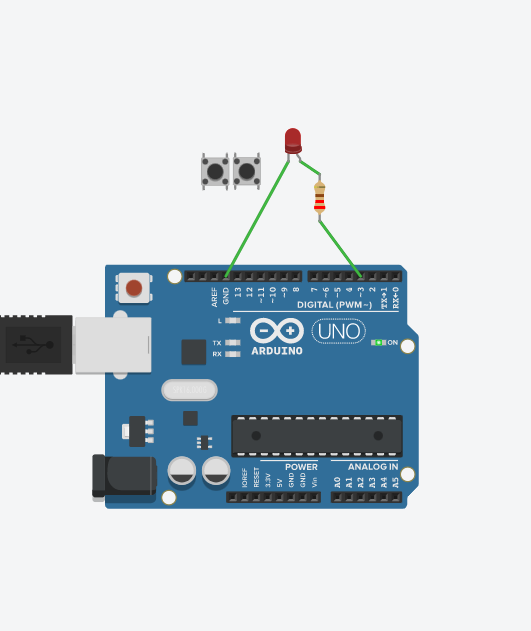 AREF
GND
13
12
~11
~10
~9
8
7
~6
~5
4
~3
2
TX→1
RX←0
DIGITAL (PWM~)
L
TX
RX
ARDUINO
UNO
ON
IOREF
RESET
3.3V
5V
GND
GND
Vin
POWER
ANALOG IN
A0
A1
A2
A3
A4
A5